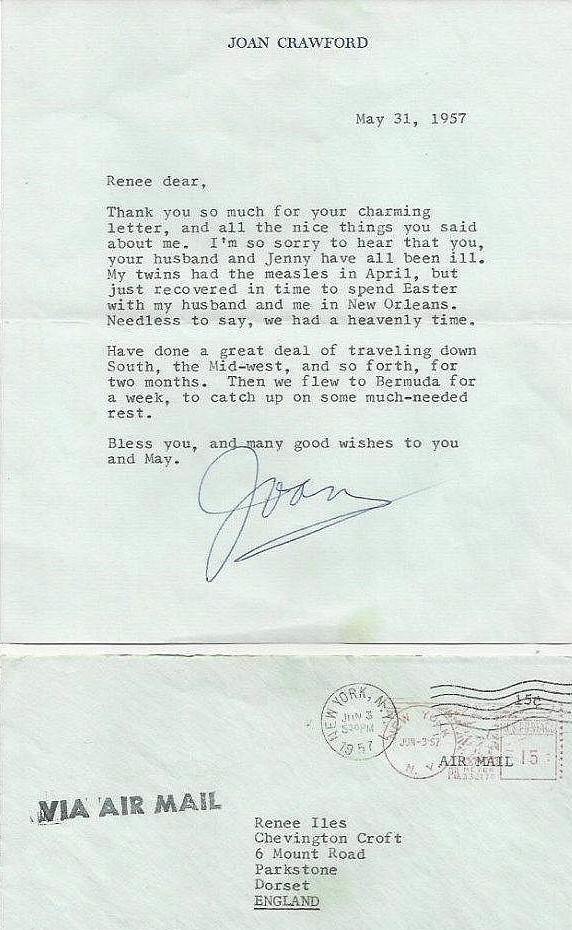 JOAN CRAWFORD
May 31, 1957
Renee dear,
Thank you so much for your charming
letter, and all the nice things you said
about me. I'm so sorry to hear that you,
your husband and Jenny have all been ill.
My twins had the measles in April, but
just recovered in time to spend Easter
with my husband and me in New Orleans.
Needless to say, we had a heavenly time.
Have done a great deal of traveling down
South, the Mid-west, and so forth, for
two months. Then we flew to Bermuda for
a week, to catch up on some much-needed
rest.
Bless you, and many good wishes to you
and May.
Joan
NEW YORK, N.Y.
JUN 3
1957
JUN-3-57
N. Y.
15¢
AIR MAIL
15
VIA AIR MAIL
Renee Iles
Chevington Croft
6 Mount Road
Parkstone
Dorset
ENGLAND